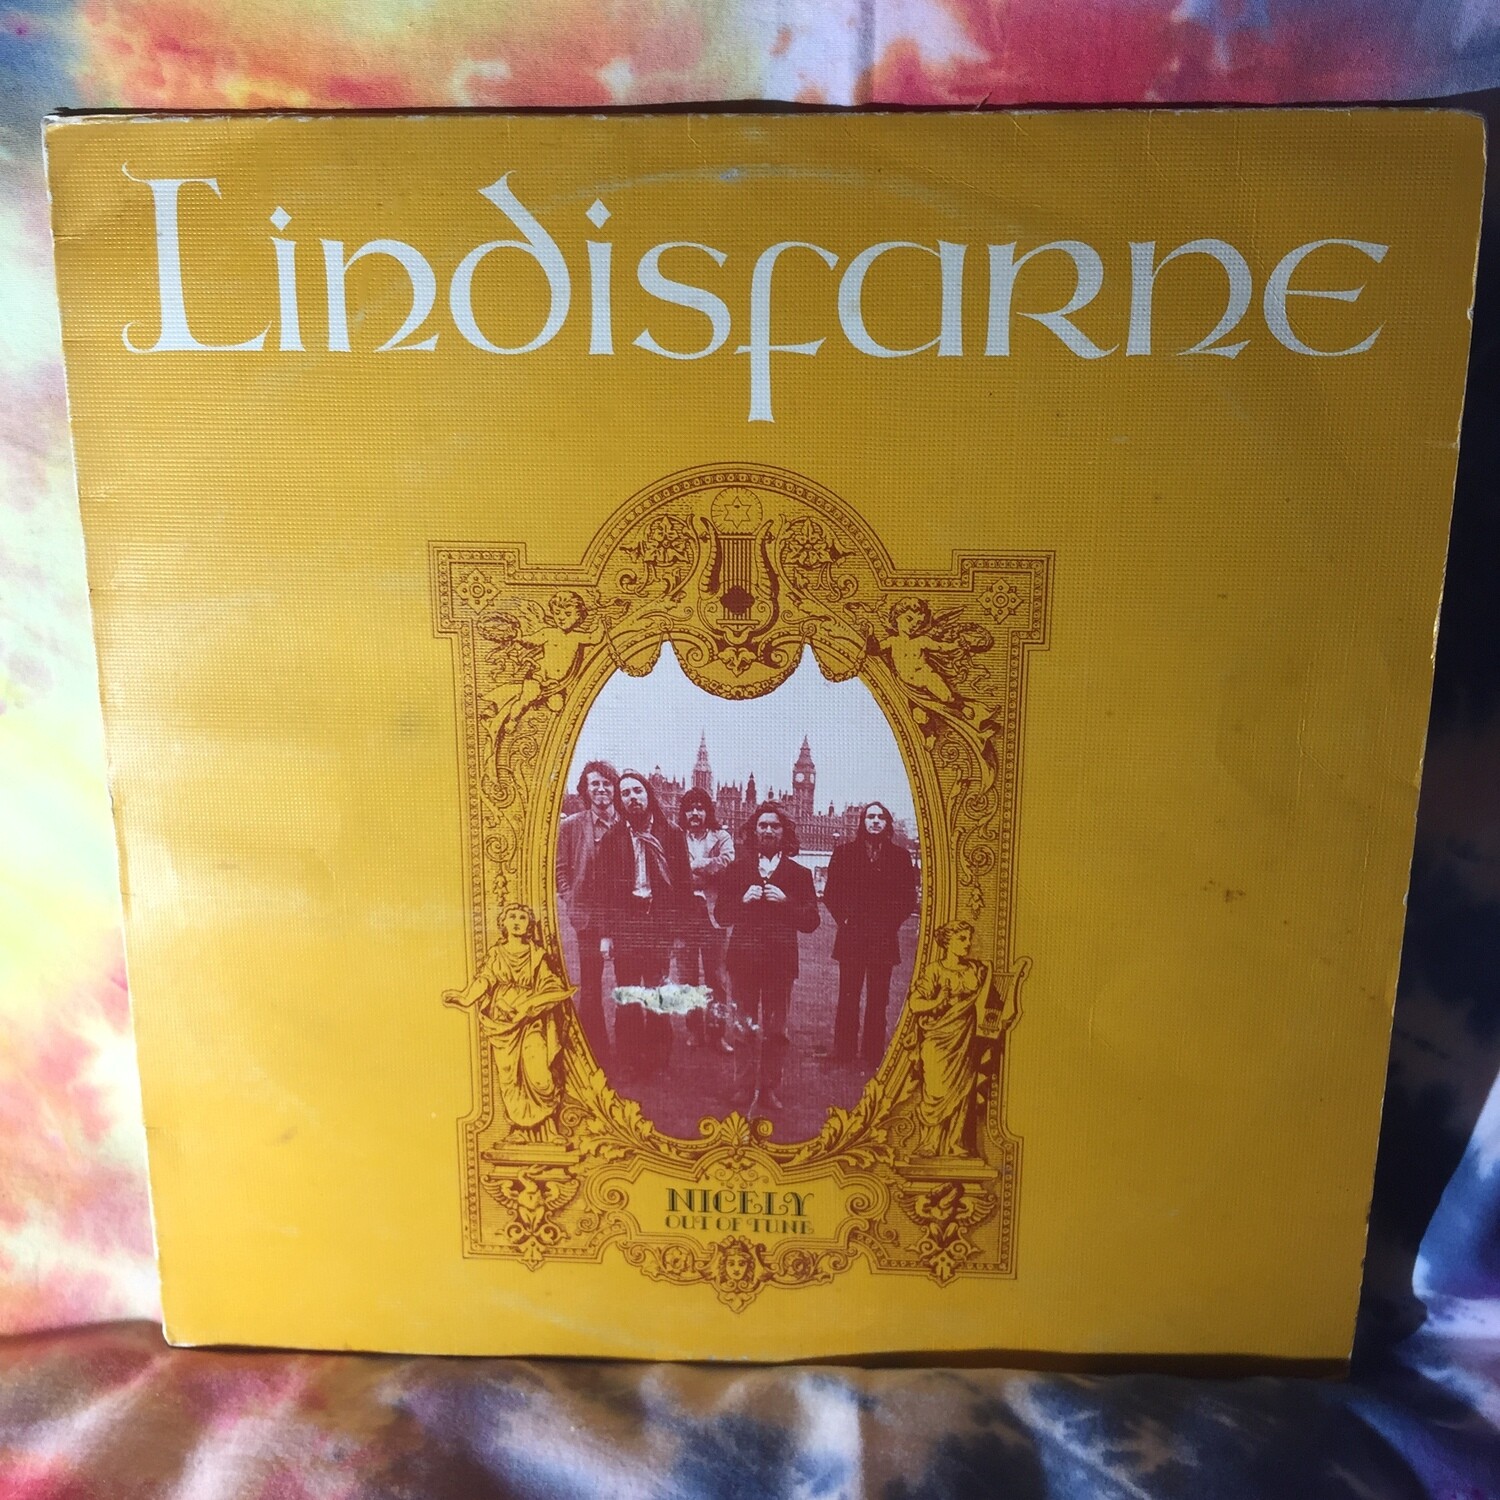 Lindisfarne
NICELY
OUT OF TUNE